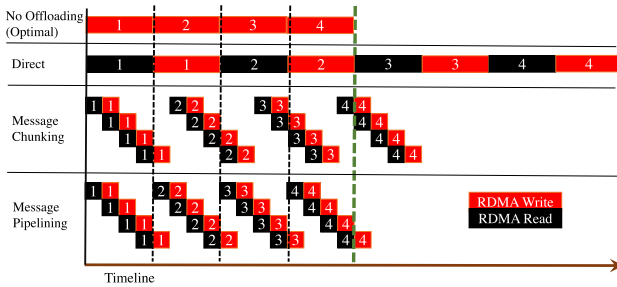 No Offloading
(Optimal)
1 2 3 4
Direct
1 1 2 2 3 3 4 4
Message
Chunking
1 1 2 2 3 3 4 4
1 1 2 2 3 3 4 4
1 1 2 2 3 3 4 4
1 1 2 2 3 3 4 4
Message
Pipelining
1 1 2 2 3 3 4 4
1 1 2 2 3 3 4 4
1 1 2 2 3 3 4 4
1 1 2 2 3 3 4 4
RDMA Write
RDMA Read
Timeline